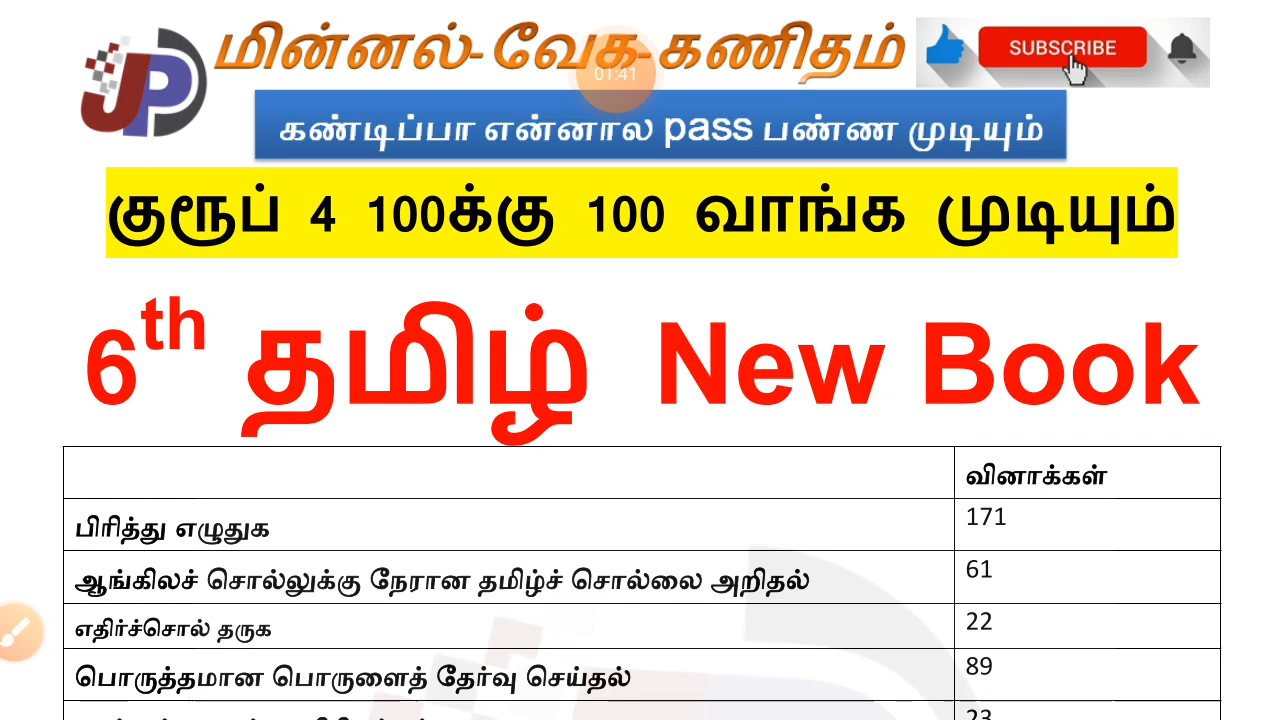 JPD
மின்னல்-வேக-கணிதம்
SUBSCRIBE
01:41
கண்டிப்பா என்னால pass பண்ண முடியும்
குரூப் 4 100க்கு 100 வாங்க முடியும்
6th தமிழ் New Book
வினாக்கள்
பிரித்து எழுதுக 171
ஆங்கிலச் சொல்லுக்கு நேரான தமிழ்ச் சொல்லை அறிதல் 61
எதிர்ச்சொல் தருக 22
பொருத்தமான பொருளைத் தேர்வு செய்தல் 89
23